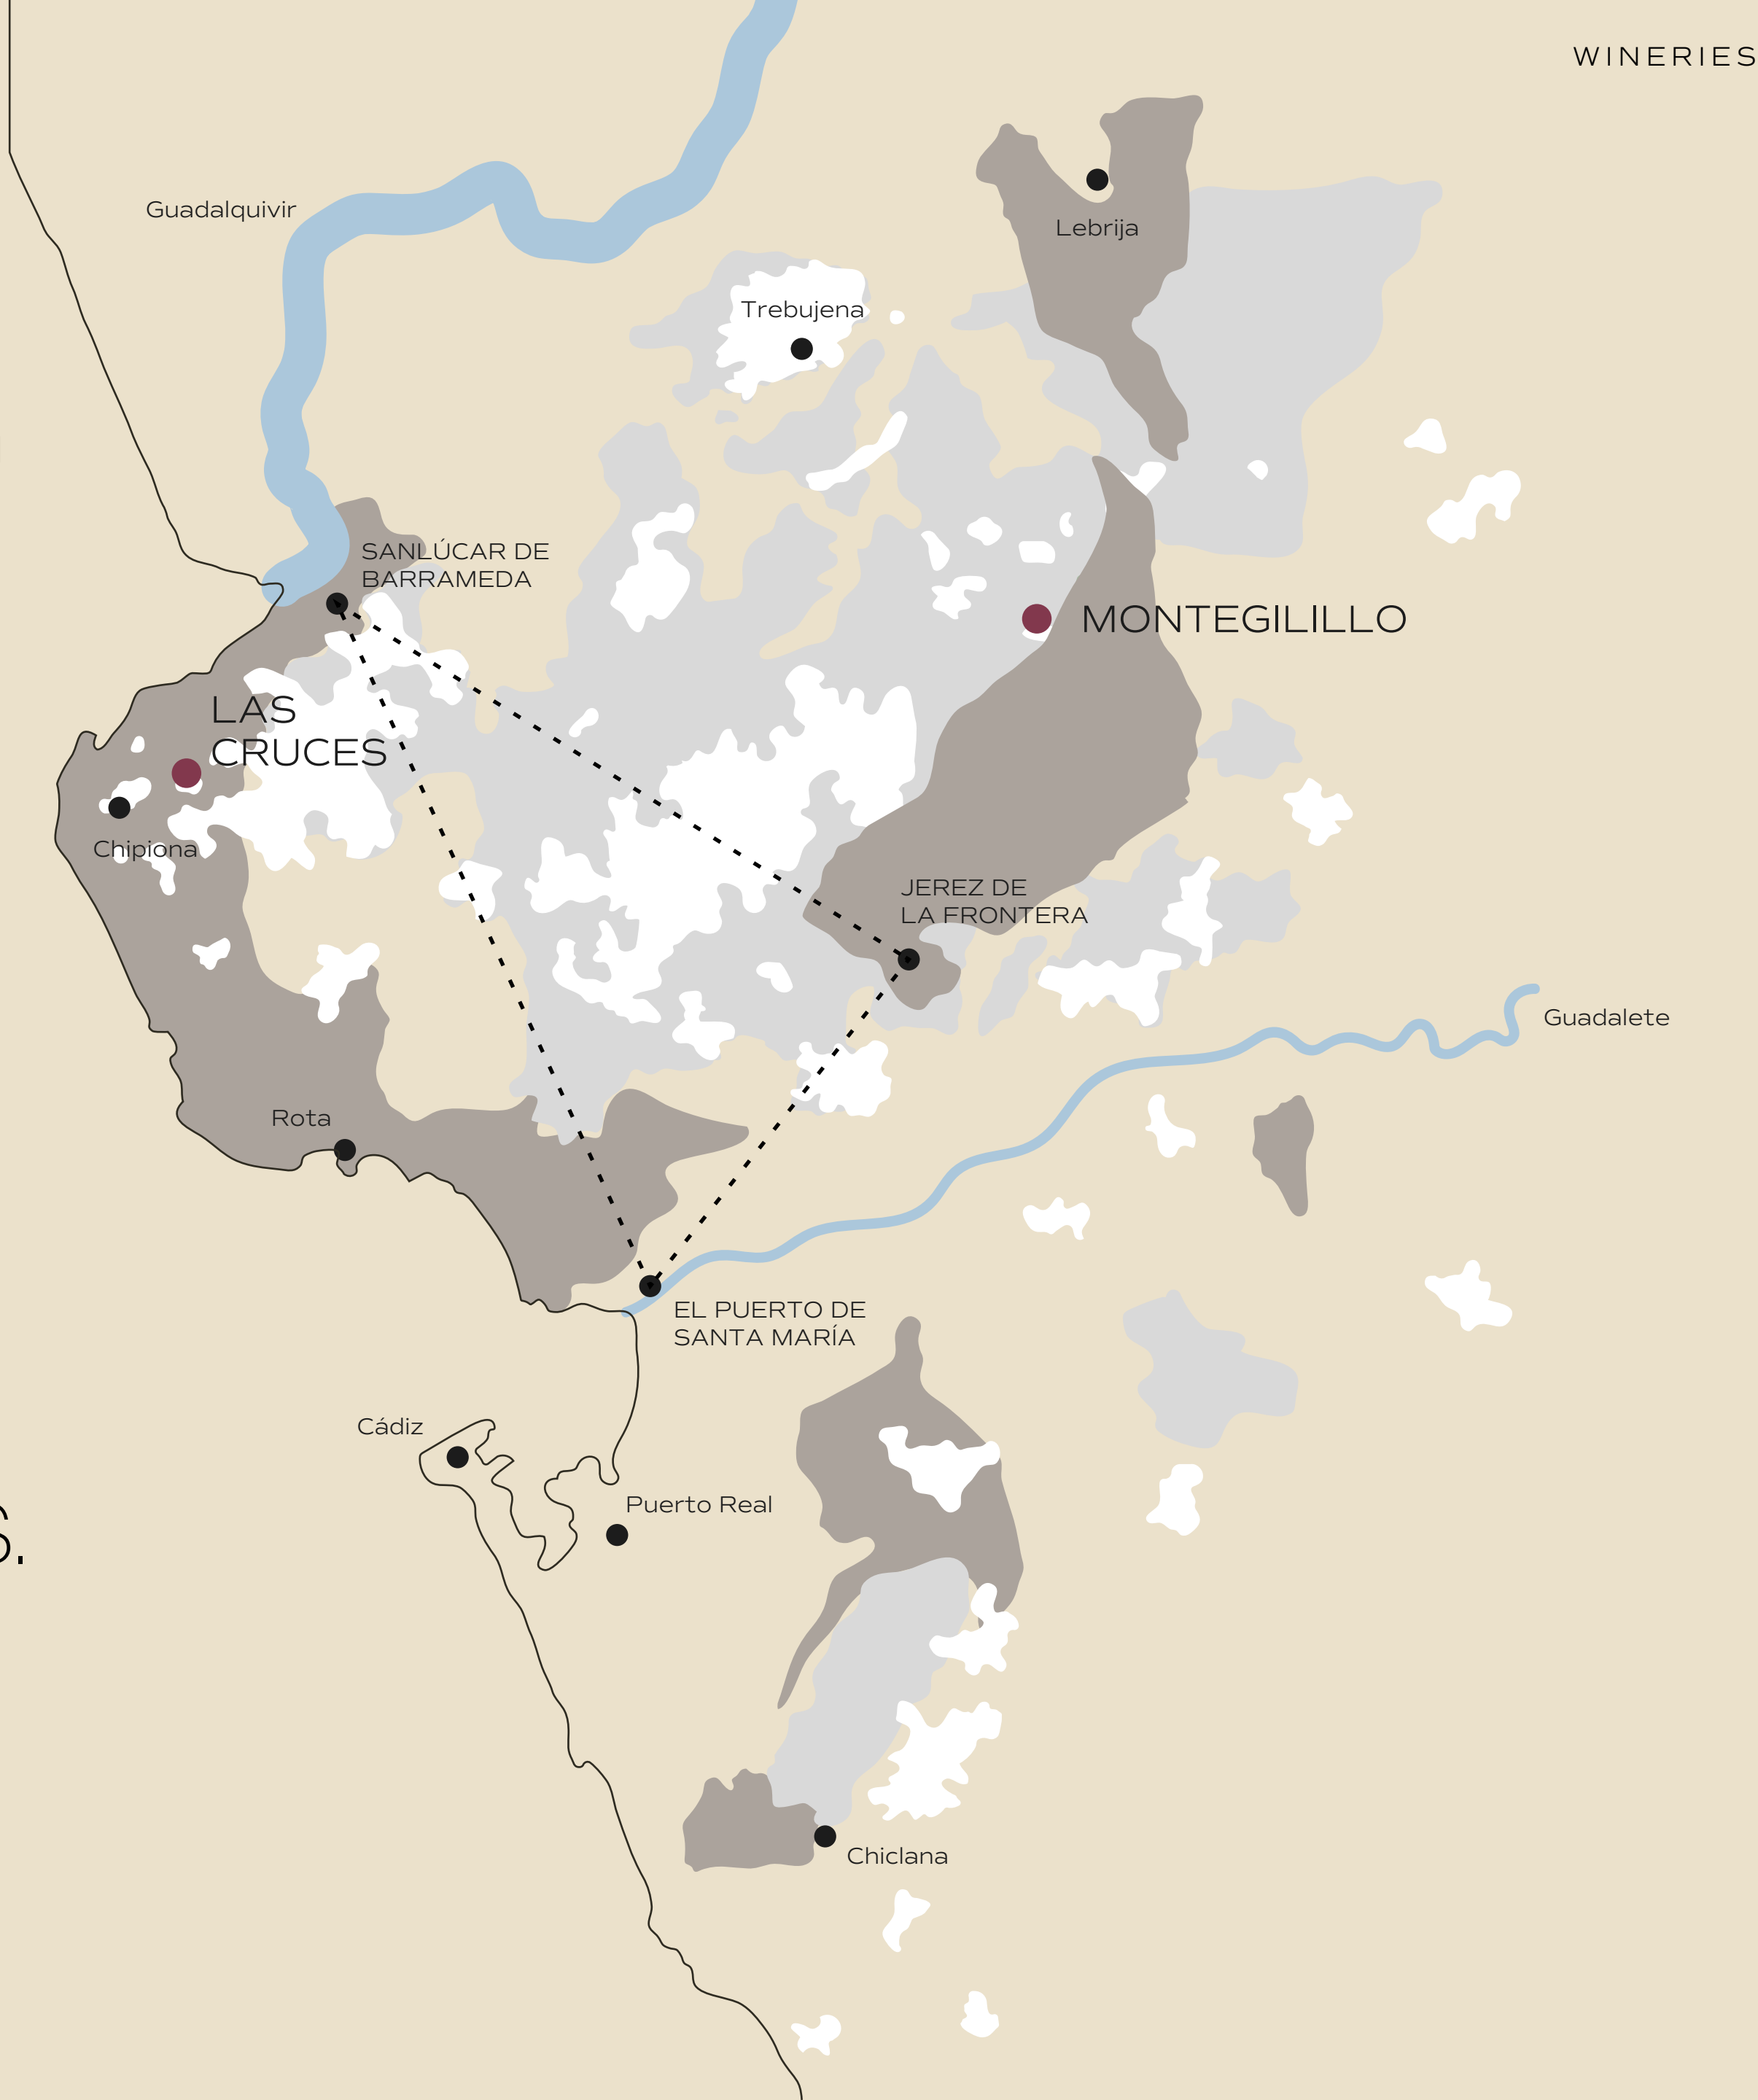 WINERIES
Guadalquivir
Lebrija
Trebujena
SANLÚCAR DE
BARRAMEDA
MONTEGILILLO
LAS
CRUCES
Chipiona
JEREZ DE
LA FRONTERA
Guadalete
Rota
EL PUERTO DE
SANTA MARÍA
Cádiz
Puerto Real
S.
Chiclana